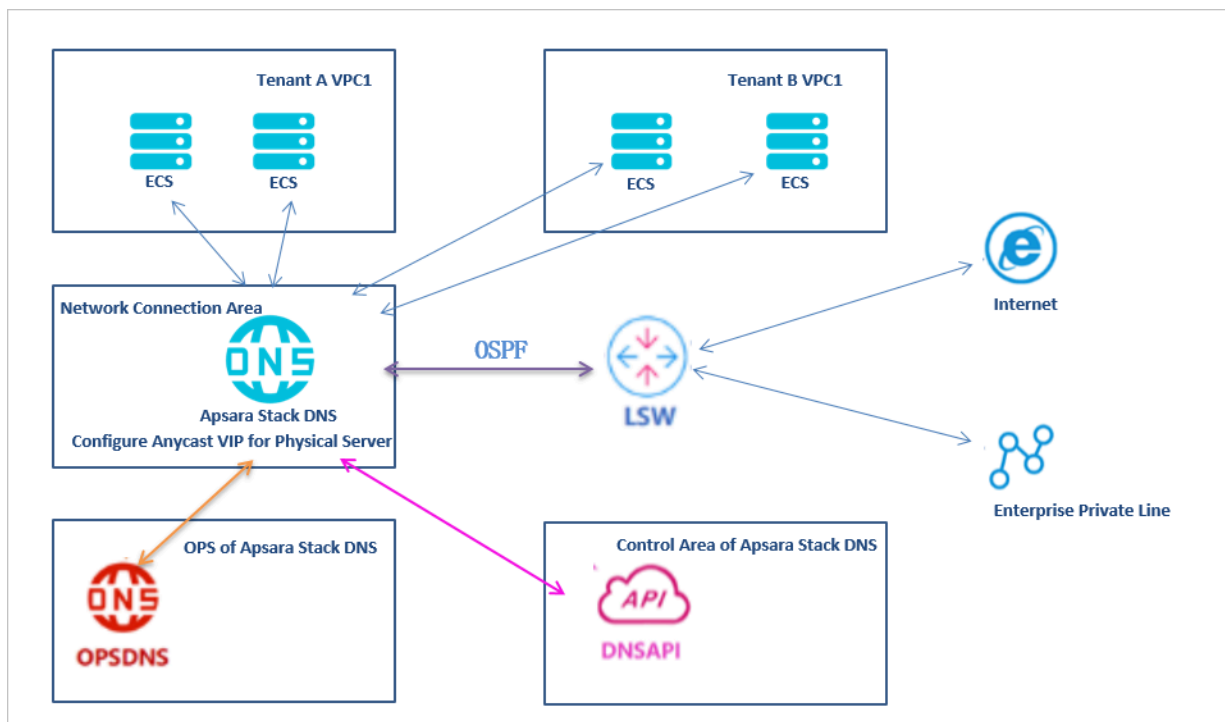 Tenant A VPC1
ECS
ECS
Tenant B VPC1
ECS
ECS
Internet
Network Connection Area
DNS
Apsara Stack DNS
Configure Anycast VIP for Physical Server
OSPF
LSW
Enterprise Private Line
OPS of Apsara Stack DNS
DNS
OPSDNS
Control Area of Apsara Stack DNS
API
DNSAPI